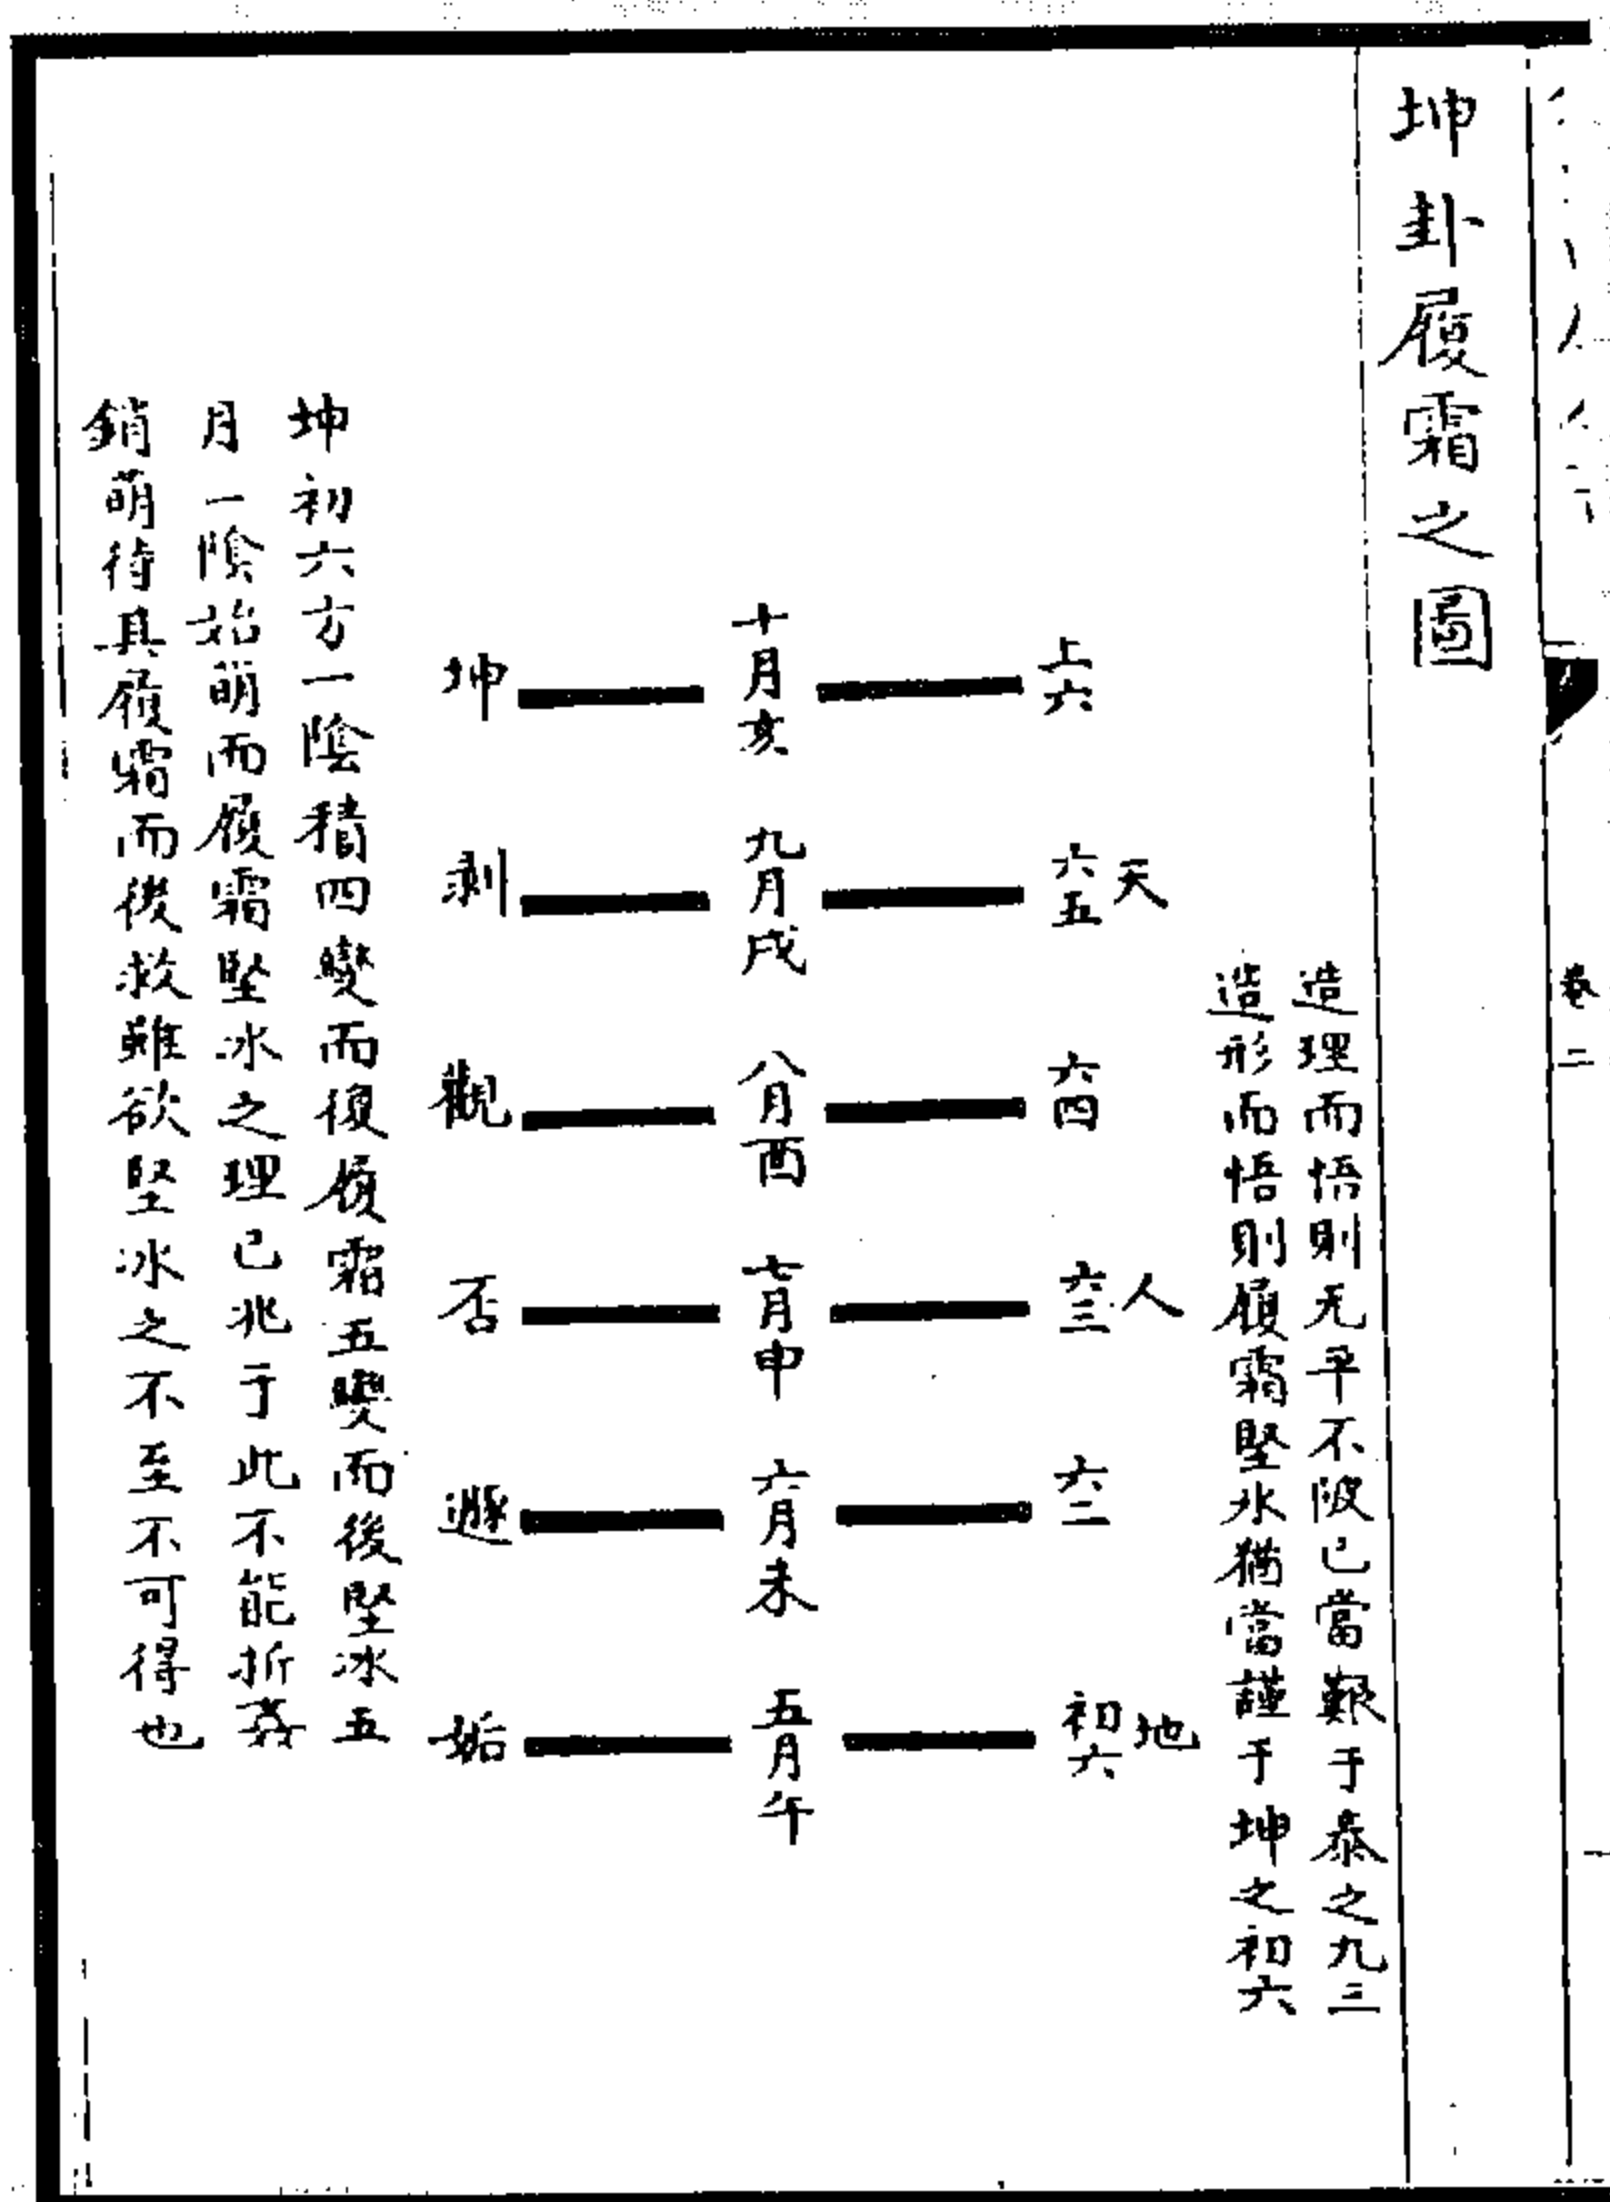 卷二
坤卦履霜之圖
造理而悟則无平不陂已當艱于泰之九三
造形而悟則履霜堅氷猶當謹于坤之初六
天
人
地
上六
六五
六四
六三
六二
初六
十月亥
九月戌
八月酉
七月申
六月未
五月午
坤
剥
觀
否
遯
姤
坤初六方一隂積四變而復履霜五變而後堅冰五
月一隂始萌而履霜堅冰之理已兆于此不能折姦
銷萌待其履霜而後救雖欲堅冰之不至不可得也